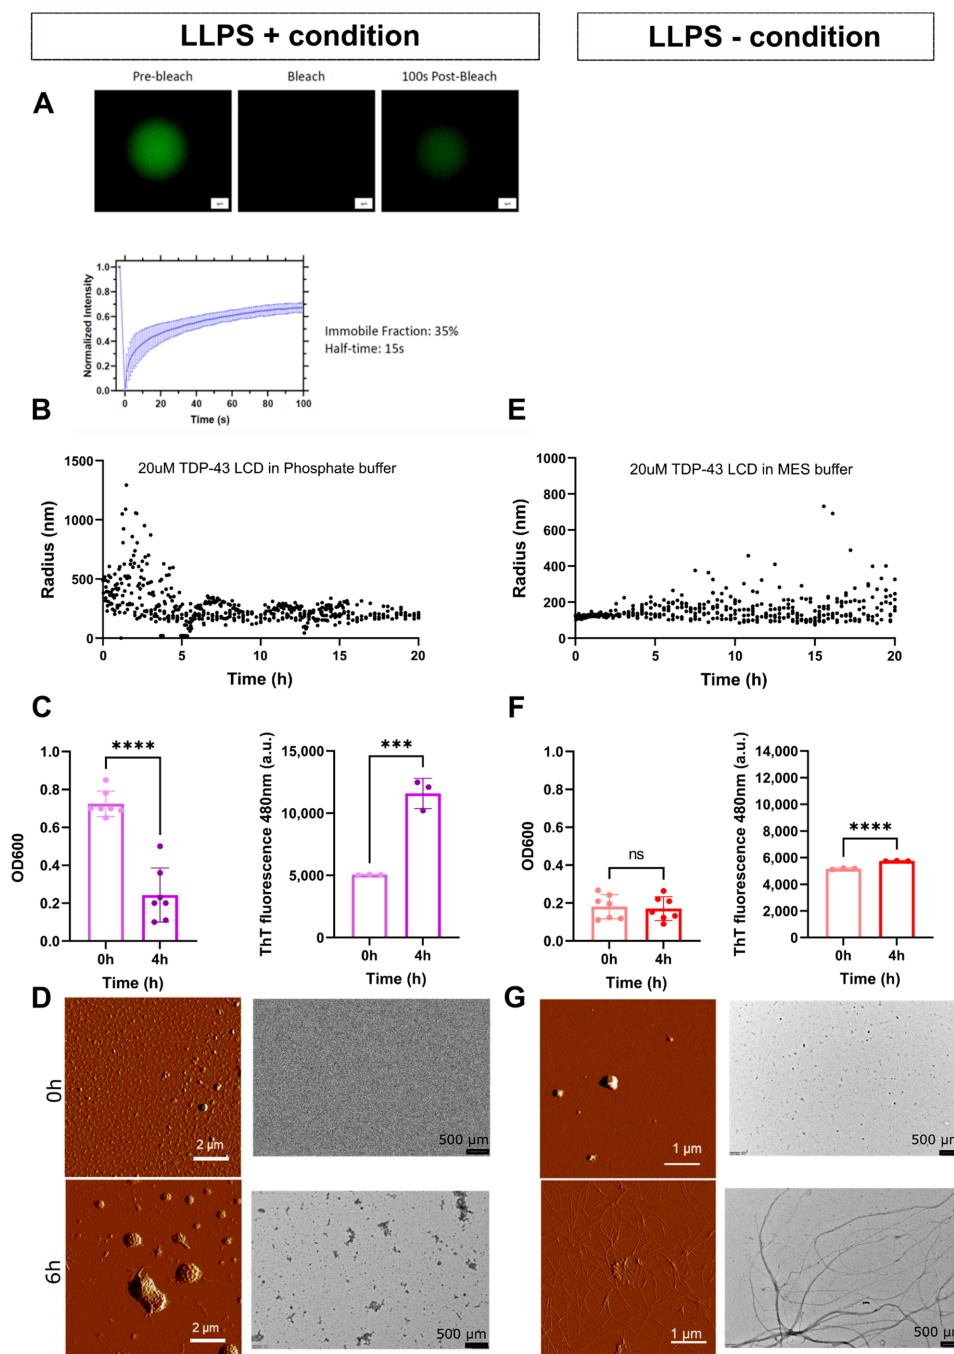 LLPS + condition
LLPS - condition
A
Pre-bleach
Bleach
100s Post-Bleach
Normalized Intensity
1.0
0.8
0.6
0.4
0.2
0.0
0
20
40
60
80
100
Time (s)
Immobile Fraction: 35%
Half-time: 15s
B
20uM TDP-43 LCD in Phosphate buffer
Radius (nm)
1500
1000
500
0
0
5
10
15
20
Time (h)
E
20uM TDP-43 LCD in MES buffer
Radius (nm)
1000
800
600
400
200
0
0
5
10
15
20
Time (h)
C
OD600
1.0
0.8
0.6
0.4
0.2
0.0
****
0h
4h
Time (h)
ThT fluorescence 480nm (a.u.)
15,000
10,000
5,000
0
***
0h
4h
Time (h)
F
OD600
1.0
0.8
0.6
0.4
0.2
0.0
ns
0h
4h
Time (h)
ThT fluorescence 480nm (a.u.)
14,000
12,000
10,000
8,000
6,000
4,000
2,000
0
****
0h
4h
Time (h)
D
0h
2 µm
500 µm
6h
2 µm
500 µm
G
1 µm
500 µm
1 µm
500 µm